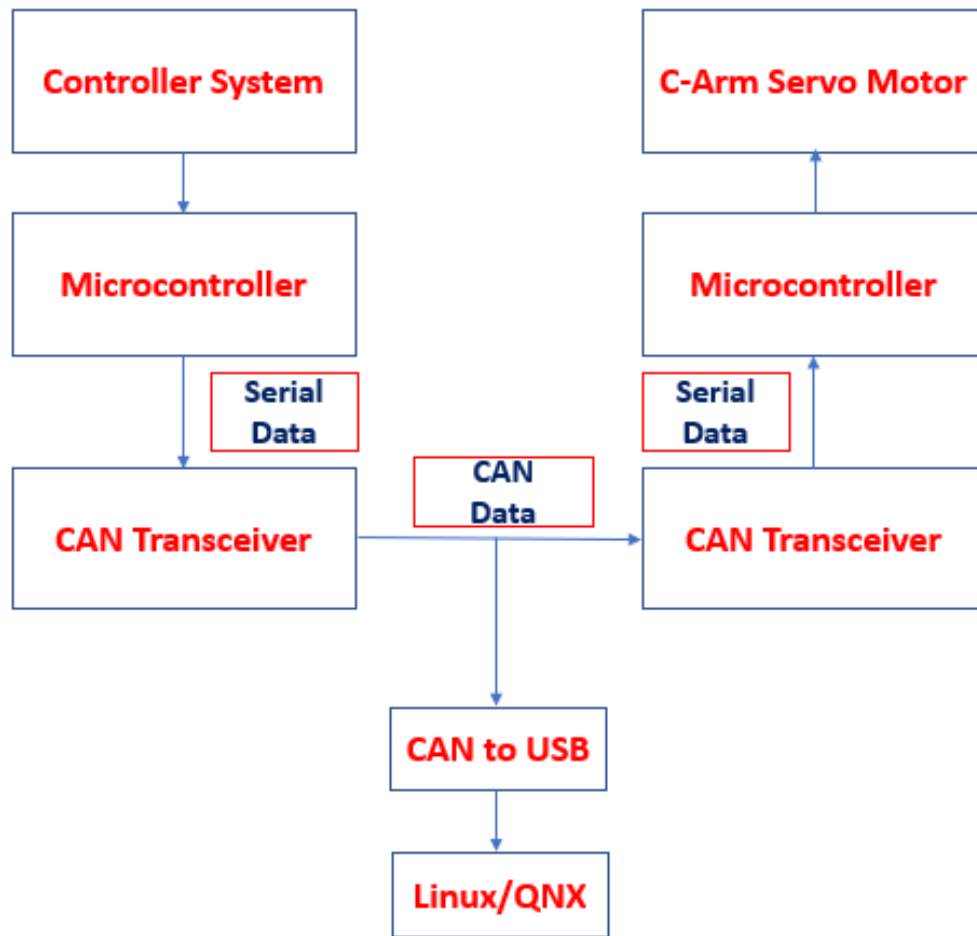 Controller System
C-Arm Servo Motor
Microcontroller
Microcontroller
Serial
Data
Serial
Data
CAN
Data
CAN Transceiver
CAN Transceiver
CAN to USB
Linux/QNX